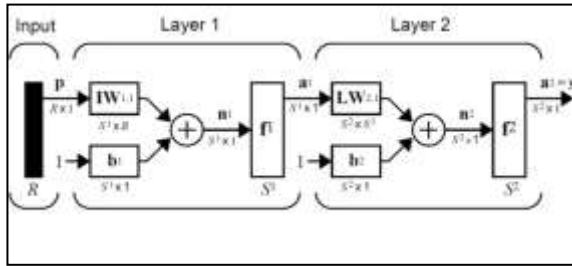 Input Layer 1 Layer 2
p IW1,1 a1 LW2,1 a2 = y
R×1 S1×R n1 S1×1 S2×S1 n2 S2×1
f1 f2
1 b1 S1×1 1 b2 S2×1
S1×1 S2×1
R S1 S2